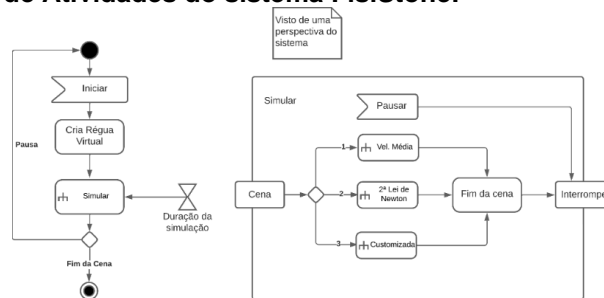 de Atividades do sistema Fisistone.
Visto de uma
perspectiva do
sistema
Iniciar
Cria Régua
Virtual
Pausa
Simular
Duração da
simulação
Fim da Cena
Simular
Pausar
1
Vel. Média
Cena
2
2ª Lei de
Newton
Fim da cena
Interrompe
3
Customizada